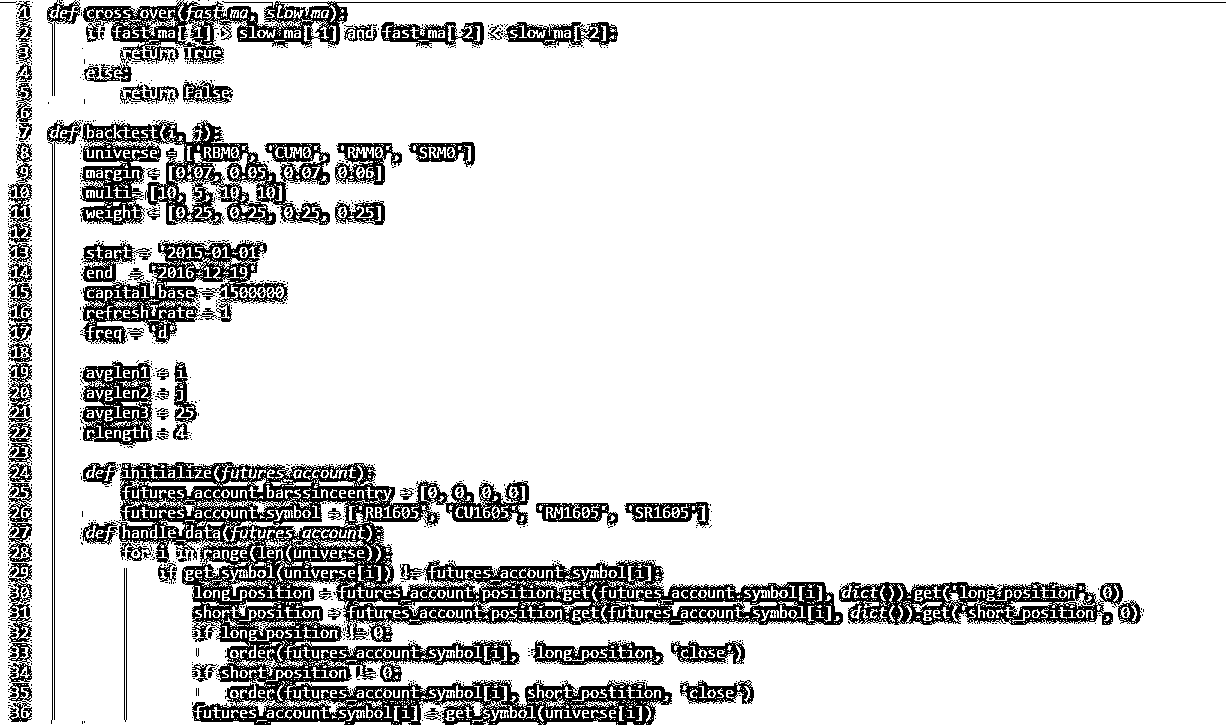 1 def cross_over(fast_ma, slow_ma):
2 if fast_ma[-1] > slow_ma[-1] and fast_ma[-2] < slow_ma[-2]:
3 return True
4 else:
5 return False
6
7 def backtest(i, j):
8 universe = ['RBM0', 'CUM0', 'RMM0', 'SRM0']
9 margin = [0.07, 0.05, 0.07, 0.06]
10 multi= [10, 5, 10, 10]
11 weight = [0.25, 0.25, 0.25, 0.25]
12
13 start = '2015-01-01'
14 end = '2016-12-19'
15 capital_base = 1500000
16 refresh_rate = 1
17 freq = 'd'
18
19 avglen1 = i
20 avglen2 = j
21 avglen3 = 25
22 rlength = 4
23
24 def initialize(futures_account):
25 futures_account.barssinceentry = [0, 0, 0, 0]
26 futures_account.symbol = ['RB1605', 'CU1605', 'RM1605', 'SR1605']
27 def handle_data(futures_account):
28 for i in range(len(universe)):
29 if get_symbol(universe[i]) != futures_account.symbol[i]:
30 long_position = futures_account.position.get(futures_account.symbol[i], dict()).get('long_position', 0)
31 short_position = futures_account.position.get(futures_account.symbol[i], dict()).get('short_position', 0)
32 if long_position != 0:
33 order(futures_account.symbol[i], -long_position, 'close')
34 if short_position != 0:
35 order(futures_account.symbol[i], short_postition, 'close')
36 futures_account.symbol[i] = get_symbol(universe[i])